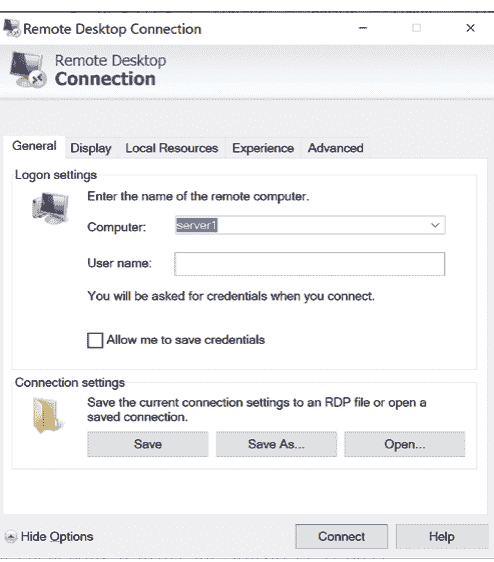 Remote Desktop Connection
Remote Desktop
Connection
General Display Local Resources Experience Advanced
Logon settings
Enter the name of the remote computer.
Computer: server1
User name:
You will be asked for credentials when you connect.
Allow me to save credentials
Connection settings
Save the current connection settings to an RDP file or open a
saved connection.
Save Save As... Open...
Hide Options Connect Help